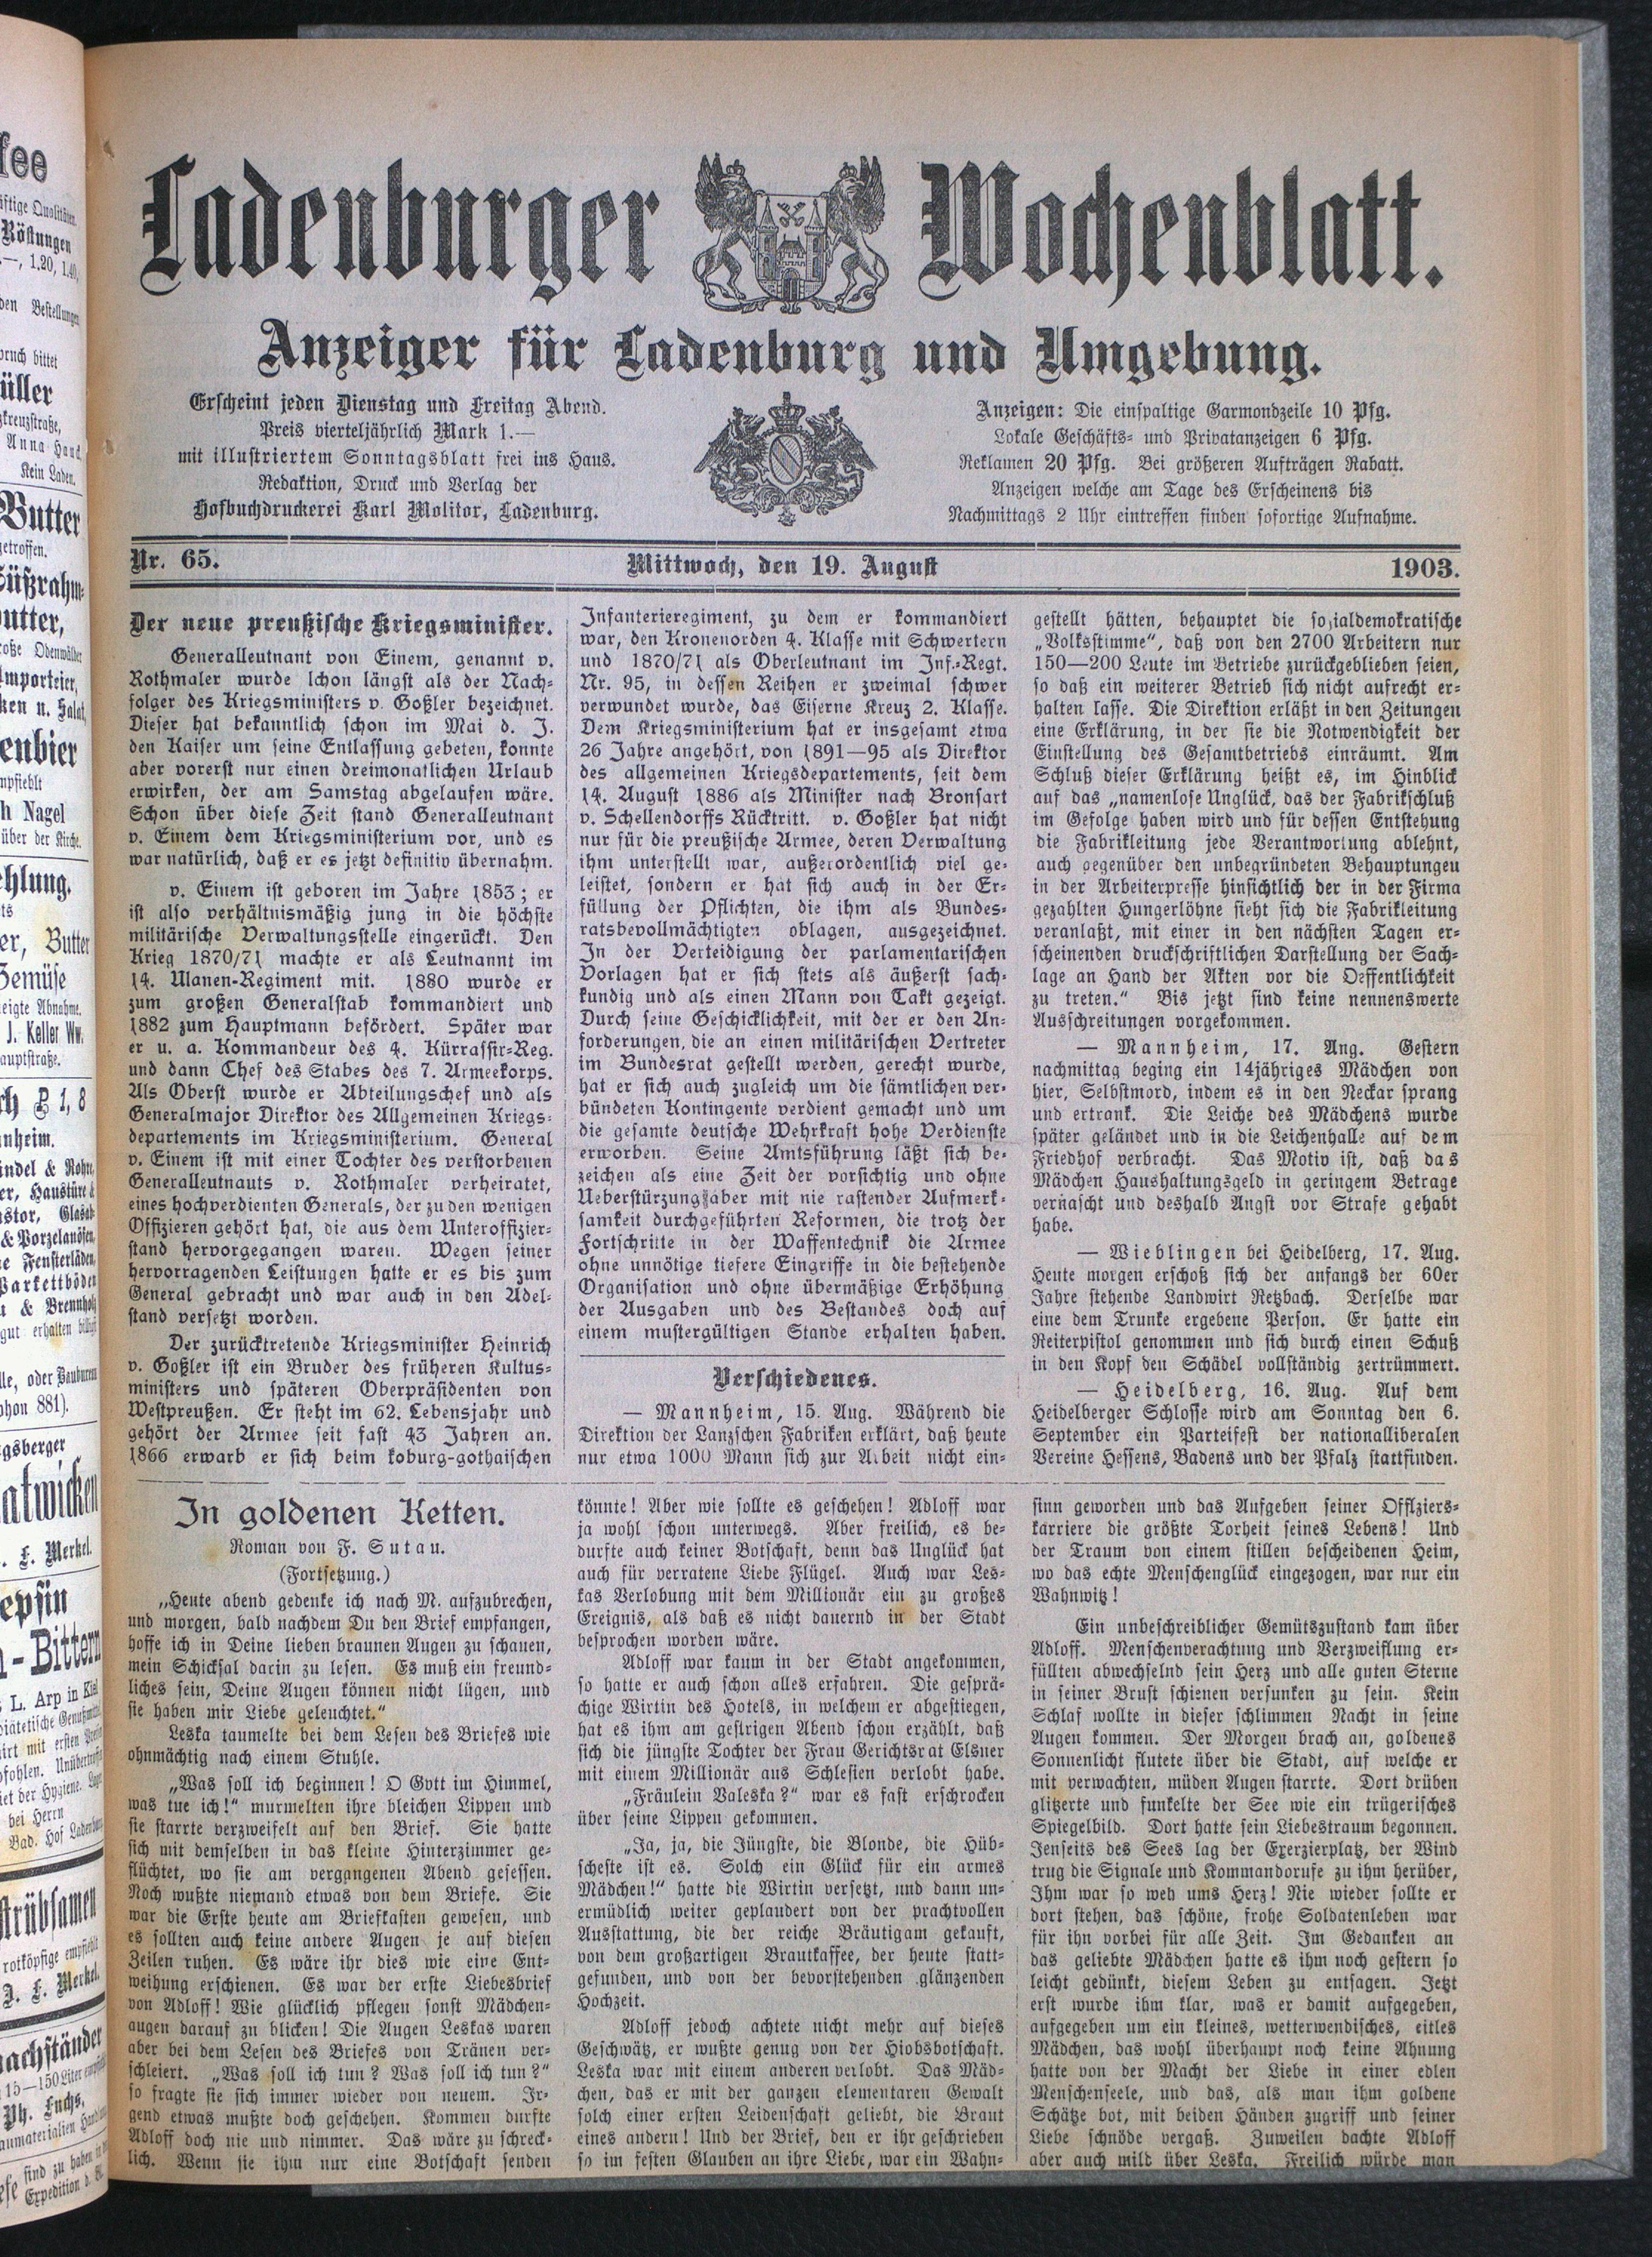 Ladenburger Wochenblatt.
Anzeiger für Ladenburg und Umgebung.
Erscheint jeden Dienstag und Freitag Abend.
Preis vierteljährlich Mark 1.—
mit illustriertem Sonntagsblatt frei ins Haus.
Redaktion, Druck und Verlag der
Hofbuchdruckerei Karl Molitor, Ladenburg.
Anzeigen: Die einspaltige Garmondzeile 10 Pfg.
Lokale Geschäfts- und Privatanzeigen 6 Pfg.
Reklamen 20 Pfg. Bei größeren Aufträgen Rabatt.
Anzeigen welche am Tage des Erscheinens bis
Nachmittags 2 Uhr eintreffen finden sofortige Aufnahme.
Nr. 65. Mittwoch, den 19. August 1903.
Der neue preußische Kriegsminister.
Generalleutnant von Einem, genannt v.
Rothmaler wurde schon längst als der Nach-
folger des Kriegsministers v. Goßler bezeichnet.
Dieser hat bekanntlich schon im Mai d. J.
den Kaiser um seine Entlassung gebeten, konnte
aber vorerst nur einen dreimonatlichen Urlaub
erwirken, der am Samstag abgelaufen wäre.
Schon über diese Zeit stand Generalleutnant
v. Einem dem Kriegsministerium vor, und es
war natürlich, daß er es jetzt definitiv übernahm.
v. Einem ist geboren im Jahre 1853; er
ist also verhältnismäßig jung in die höchste
militärische Verwaltungsstelle eingerückt. Den
Krieg 1870/71 machte er als Leutnannt im
14. Ulanen-Regiment mit. 1880 wurde er
zum großen Generalstab kommandiert und
1882 zum Hauptmann befördert. Später war
er u. a. Kommandeur des 4. Kürrassir-Reg.
und dann Chef des Stabes des 7. Armeekorps.
Als Oberst wurde er Abteilungschef und als
Generalmajor Direktor des Allgemeinen Kriegs-
departements im Kriegsministerium. General
v. Einem ist mit einer Tochter des verstorbenen
Generalleutnauts v. Rothmaler verheiratet,
eines hochverdienten Generals, der zu den wenigen
Offizieren gehört hat, die aus dem Unteroffizier-
stand hervorgegangen waren. Wegen seiner
hervorragenden Leistungen hatte er es bis zum
General gebracht und war auch in den Adel-
stand versetzt worden.
Der zurücktretende Kriegsminister Heinrich
v. Goßler ist ein Bruder des früheren Kultus-
ministers und späteren Oberpräsidenten von
Westpreußen. Er steht im 62. Lebensjahr und
gehört der Armee seit fast 43 Jahren an.
1866 erwarb er sich beim koburg-gothaischen
Infanterieregiment, zu dem er kommandiert
war, den Kronenorden 4. Klasse mit Schwertern
und 1870/71 als Oberleutnant im Inf.-Regt.
Nr. 95, in dessen Reihen er zweimal schwer
verwundet wurde, das Eiserne Kreuz 2. Klasse.
Dem Kriegsministerium hat er insgesamt etwa
26 Jahre angehört, von 1891—95 als Direktor
des allgemeinen Kriegsdepartements, seit dem
14. August 1886 als Minister nach Bronsart
v. Schellendorffs Rücktritt. v. Goßler hat nicht
nur für die preußische Armee, deren Verwaltung
ihm unterstellt war, außerordentlich viel ge-
leistet, sondern er hat sich auch in der Er-
füllung der Pflichten, die ihm als Bundes-
ratsbevollmächtigten oblagen, ausgezeichnet.
In der Verteidigung der parlamentarischen
Vorlagen hat er sich stets als äußerst sach-
kundig und als einen Mann von Takt gezeigt.
Durch seine Geschicklichkeit, mit der er den An-
forderungen, die an einen militärischen Vertreter
im Bundesrat gestellt werden, gerecht wurde,
hat er sich auch zugleich um die sämtlichen ver-
bündeten Kontingente verdient gemacht und um
die gesamte deutsche Wehrkraft hohe Verdienste
erworben. Seine Amtsführung läßt sich be-
zeichen als eine Zeit der vorsichtig und ohne
Ueberstürzung aber mit nie rastender Aufmerk-
samkeit durchgeführten Reformen, die trotz der
Fortschritte in der Waffentechnik die Armee
ohne unnötige tiefere Eingriffe in die bestehende
Organisation und ohne übermäßige Erhöhung
der Ausgaben und des Bestandes doch auf
einem mustergültigen Stande erhalten haben.
Verschiedenes.
— Mannheim, 15. Aug. Während die
Direktion der Lanzschen Fabriken erklärt, daß heute
nur etwa 1000 Mann sich zur Arbeit nicht ein-
gestellt hätten, behauptet die sozialdemokratische
„Volksstimme“, daß von den 2700 Arbeitern nur
150—200 Leute im Betriebe zurückgeblieben seien,
so daß ein weiterer Betrieb sich nicht aufrecht er-
halten lasse. Die Direktion erläßt in den Zeitungen
eine Erklärung, in der sie die Notwendigkeit der
Einstellung des Gesamtbetriebs einräumt. Am
Schluß dieser Erklärung heißt es, im Hinblick
auf das „namenlose Unglück, das der Fabrikschluß
im Gefolge haben wird und für dessen Entstehung
die Fabrikleitung jede Verantwortung ablehnt,
auch gegenüber den unbegründeten Behauptungeu
in der Arbeiterpresse hinsichtlich der in der Firma
gezahlten Hungerlöhne sieht sich die Fabrikleitung
veranlaßt, mit einer in den nächsten Tagen er-
scheinenden druckschriftlichen Darstellung der Sach-
lage an Hand der Akten vor die Oeffentlichkeit
zu treten.“ Bis jetzt sind keine nennenswerte
Ausschreitungen vorgekommen.
— Mannheim, 17. Aug. Gestern
nachmittag beging ein 14jähriges Mädchen von
hier, Selbstmord, indem es in den Neckar sprang
und ertrank. Die Leiche des Mädchens wurde
später geländet und in die Leichenhalle auf dem
Friedhof verbracht. Das Motiv ist, daß das
Mädchen Haushaltungsgeld in geringem Betrage
vernascht und deshalb Angst vor Strafe gehabt
habe.
— Wieblingen bei Heidelberg, 17. Aug.
Heute morgen erschoß sich der anfangs der 60er
Jahre stehende Landwirt Retzbach. Derselbe war
eine dem Trunke ergebene Person. Er hatte ein
Reiterpistol genommen und sich durch einen Schuß
in den Kopf den Schädel vollständig zertrümmert.
— Heidelberg, 16. Aug. Auf dem
Heidelberger Schlosse wird am Sonntag den 6.
September ein Parteifest der nationalliberalen
Vereine Hessens, Badens und der Pfalz stattfinden.
In goldenen Ketten.
Roman von F. Sutau.
(Fortsetzung.)
„Heute abend gedenke ich nach M. aufzubrechen,
und morgen, bald nachdem Du den Brief empfangen,
hoffe ich in Deine lieben braunen Augen zu schauen,
mein Schicksal darin zu lesen. Es muß ein freund-
liches sein, Deine Augen können nicht lügen, und
sie haben mir Liebe geleuchtet.“
Leska taumelte bei dem Lesen des Briefes wie
ohnmächtig nach einem Stuhle.
„Was soll ich beginnen! O Gott im Himmel,
was tue ich!“ murmelten ihre bleichen Lippen und
sie starrte verzweifelt auf den Brief. Sie hatte
sich mit demselben in das kleine Hinterzimmer ge-
flüchtet, wo sie am vergangenen Abend gesessen.
Noch wußte niemand etwas von dem Briefe. Sie
war die Erste heute am Briefkasten gewesen, und
es sollten auch keine andere Augen je auf diesen
Zeilen ruhen. Es wäre ihr dies wie eine Ent-
weihung erschienen. Es war der erste Liebesbrief
von Adloff! Wie glücklich pflegen sonst Mädchen-
augen darauf zu blicken! Die Augen Leskas waren
aber bei dem Lesen des Briefes von Tränen ver-
schleiert. „Was soll ich tun? Was soll ich tun?“
so fragte sie sich immer wieder von neuem. Ir-
gend etwas mußte doch geschehen. Kommen durfte
Adloff doch nie und nimmer. Das wäre zu schreck-
lich. Wenn sie ihm nur eine Botschaft senden
könnte! Aber wie sollte es geschehen! Adloff war
ja wohl schon unterwegs. Aber freilich, es be-
durfte auch keiner Botschaft, denn das Unglück hat
auch für verratene Liebe Flügel. Auch war Les-
kas Verlobung mit dem Millionär ein zu großes
Ereignis, als daß es nicht dauernd in der Stadt
besprochen worden wäre.
Adloff war kaum in der Stadt angekommen,
so hatte er auch schon alles erfahren. Die gesprä-
chige Wirtin des Hotels, in welchem er abgestiegen,
hat es ihm am gestrigen Abend schon erzählt, daß
sich die jüngste Tochter der Frau Gerichtsrat Elsner
mit einem Millionär aus Schlesien verlobt habe.
„Fräulein Valeska?“ war es fast erschrocken
über seine Lippen gekommen.
„Ja, ja, die Jüngste, die Blonde, die Hüb-
scheste ist es. Solch ein Glück für ein armes
Mädchen!“ hatte die Wirtin versetzt, und dann un-
ermüdlich weiter geplaudert von der prachtvollen
Ausstattung, die der reiche Bräutigam gekauft,
von dem großartigen Brautkaffee, der heute statt-
gefunden, und von der bevorstehenden glänzenden
Hochzeit.
Adloff jedoch achtete nicht mehr auf dieses
Geschwätz, er wußte genug von der Hiobsbotschaft.
Leska war mit einem anderen verlobt. Das Mäd-
chen, das er mit der ganzen elementaren Gewalt
solch einer ersten Leidenschaft geliebt, die Braut
eines andern! Und der Brief, den er ihr geschrieben
so im festen Glauben an ihre Liebe, war ein Wahn-
sinn geworden und das Aufgeben seiner Offiziers-
karriere die größte Torheit seines Lebens! Und
der Traum von einem stillen bescheidenen Heim,
wo das echte Menschenglück eingezogen, war nur ein
Wahnwitz!
Ein unbeschreiblicher Gemütszustand kam über
Adloff. Menschenverachtung und Verzweiflung er-
füllten abwechselnd sein Herz und alle guten Sterne
in seiner Brust schienen versunken zu sein. Kein
Schlaf wollte in dieser schlimmen Nacht in seine
Augen kommen. Der Morgen brach an, goldenes
Sonnenlicht flutete über die Stadt, auf welche er
mit verwachten, müden Augen starrte. Dort drüben
glitzerte und funkelte der See wie ein trügerisches
Spiegelbild. Dort hatte sein Liebestraum begonnen.
Jenseits des Sees lag der Exerzierplatz, der Wind
trug die Signale und Kommandorufe zu ihm herüber,
Ihm war so weh ums Herz! Nie wieder sollte er
dort stehen, das schöne, frohe Soldatenleben war
für ihn vorbei für alle Zeit. Im Gedanken an
das geliebte Mädchen hatte es ihm noch gestern so
leicht gedünkt, diesem Leben zu entsagen. Jetzt
erst wurde ihm klar, was er damit aufgegeben,
aufgegeben um ein kleines, wetterwendisches, eitles
Mädchen, das wohl überhaupt noch keine Ahnung
hatte von der Macht der Liebe in einer edlen
Menschenseele, und das, als man ihm goldene
Schätze bot, mit beiden Händen zugriff und seiner
Liebe schnöde vergaß. Zuweilen dachte Adloff
aber auch mild über Leska. Freilich würde man